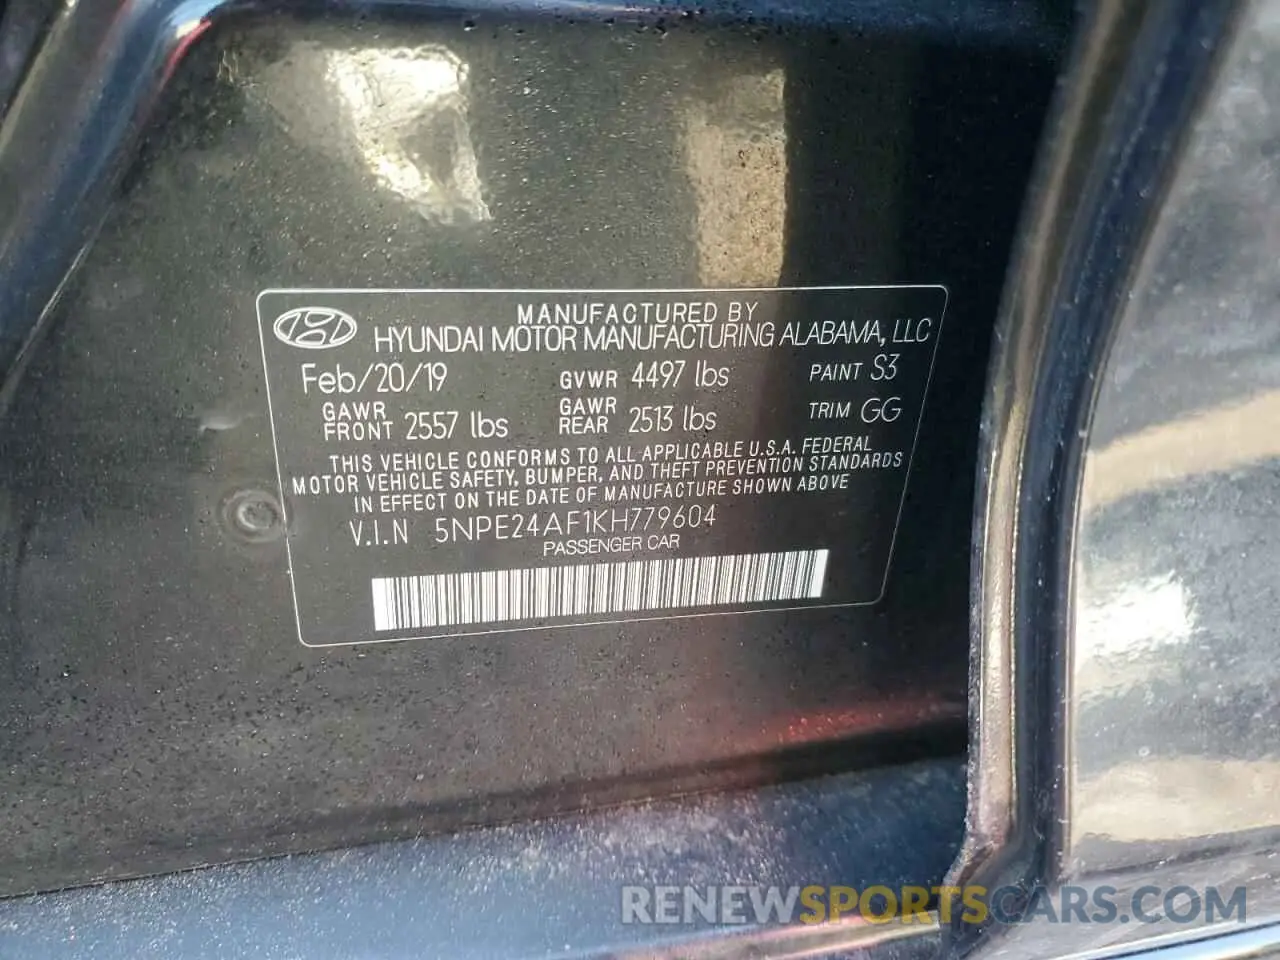 MANUFACTURED BY
HYUNDAI MOTOR MANUFACTURING ALABAMA, LLC
Feb/20/19 GVWR 4497 lbs PAINT S3
GAWR FRONT 2557 lbs GAWR REAR 2513 lbs TRIM GG
THIS VEHICLE CONFORMS TO ALL APPLICABLE U.S.A. FEDERAL
MOTOR VEHICLE SAFETY, BUMPER, AND THEFT PREVENTION STANDARDS
IN EFFECT ON THE DATE OF MANUFACTURE SHOWN ABOVE
V.I.N 5NPE24AF1KH779604
PASSENGER CAR
RENEWSPORTSCARS.COM